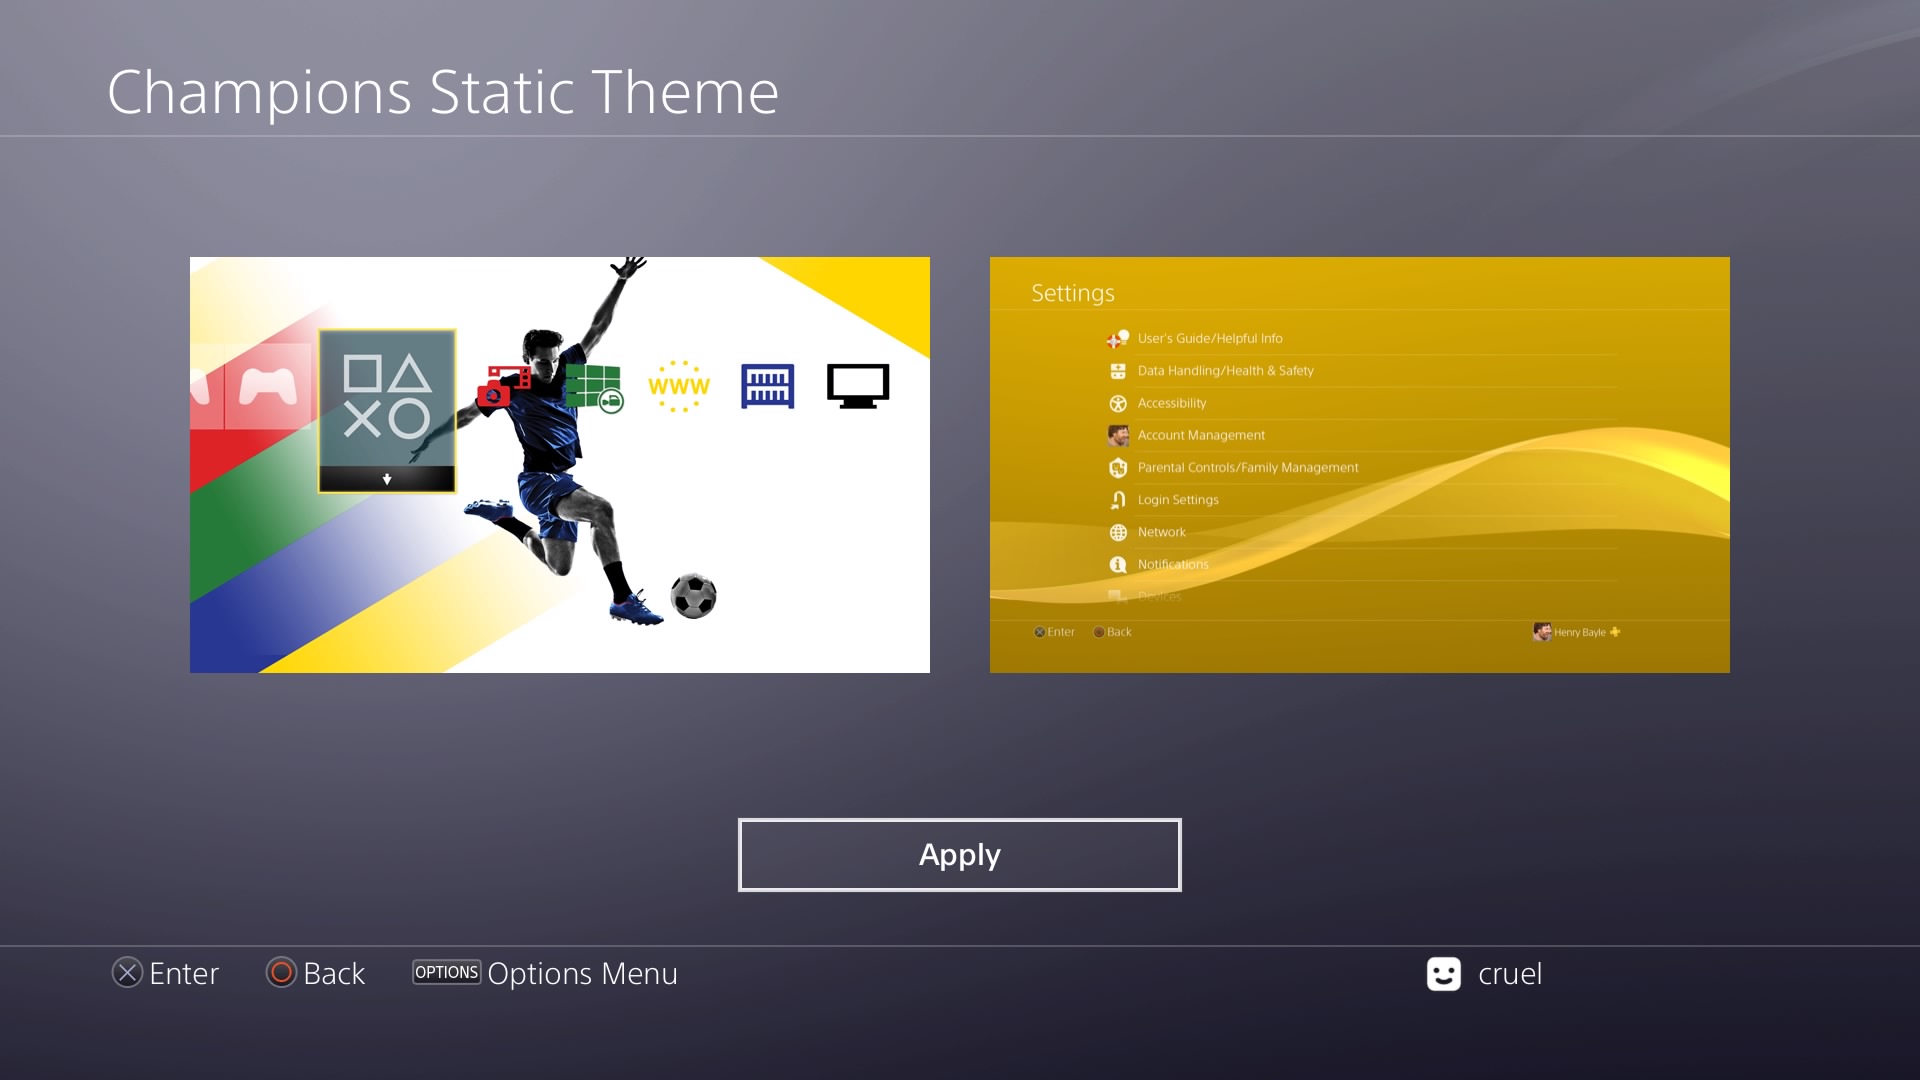 Champions Static Theme
www
Settings
User's Guide/Helpful Info
Data Handling/Health & Safety
Accessibility
Account Management
Parental Controls/Family Management
Login Settings
Network
Notifications
Devices
Enter
Back
Henry Bayle
Apply
Enter
Back
OPTIONS Options Menu
cruel